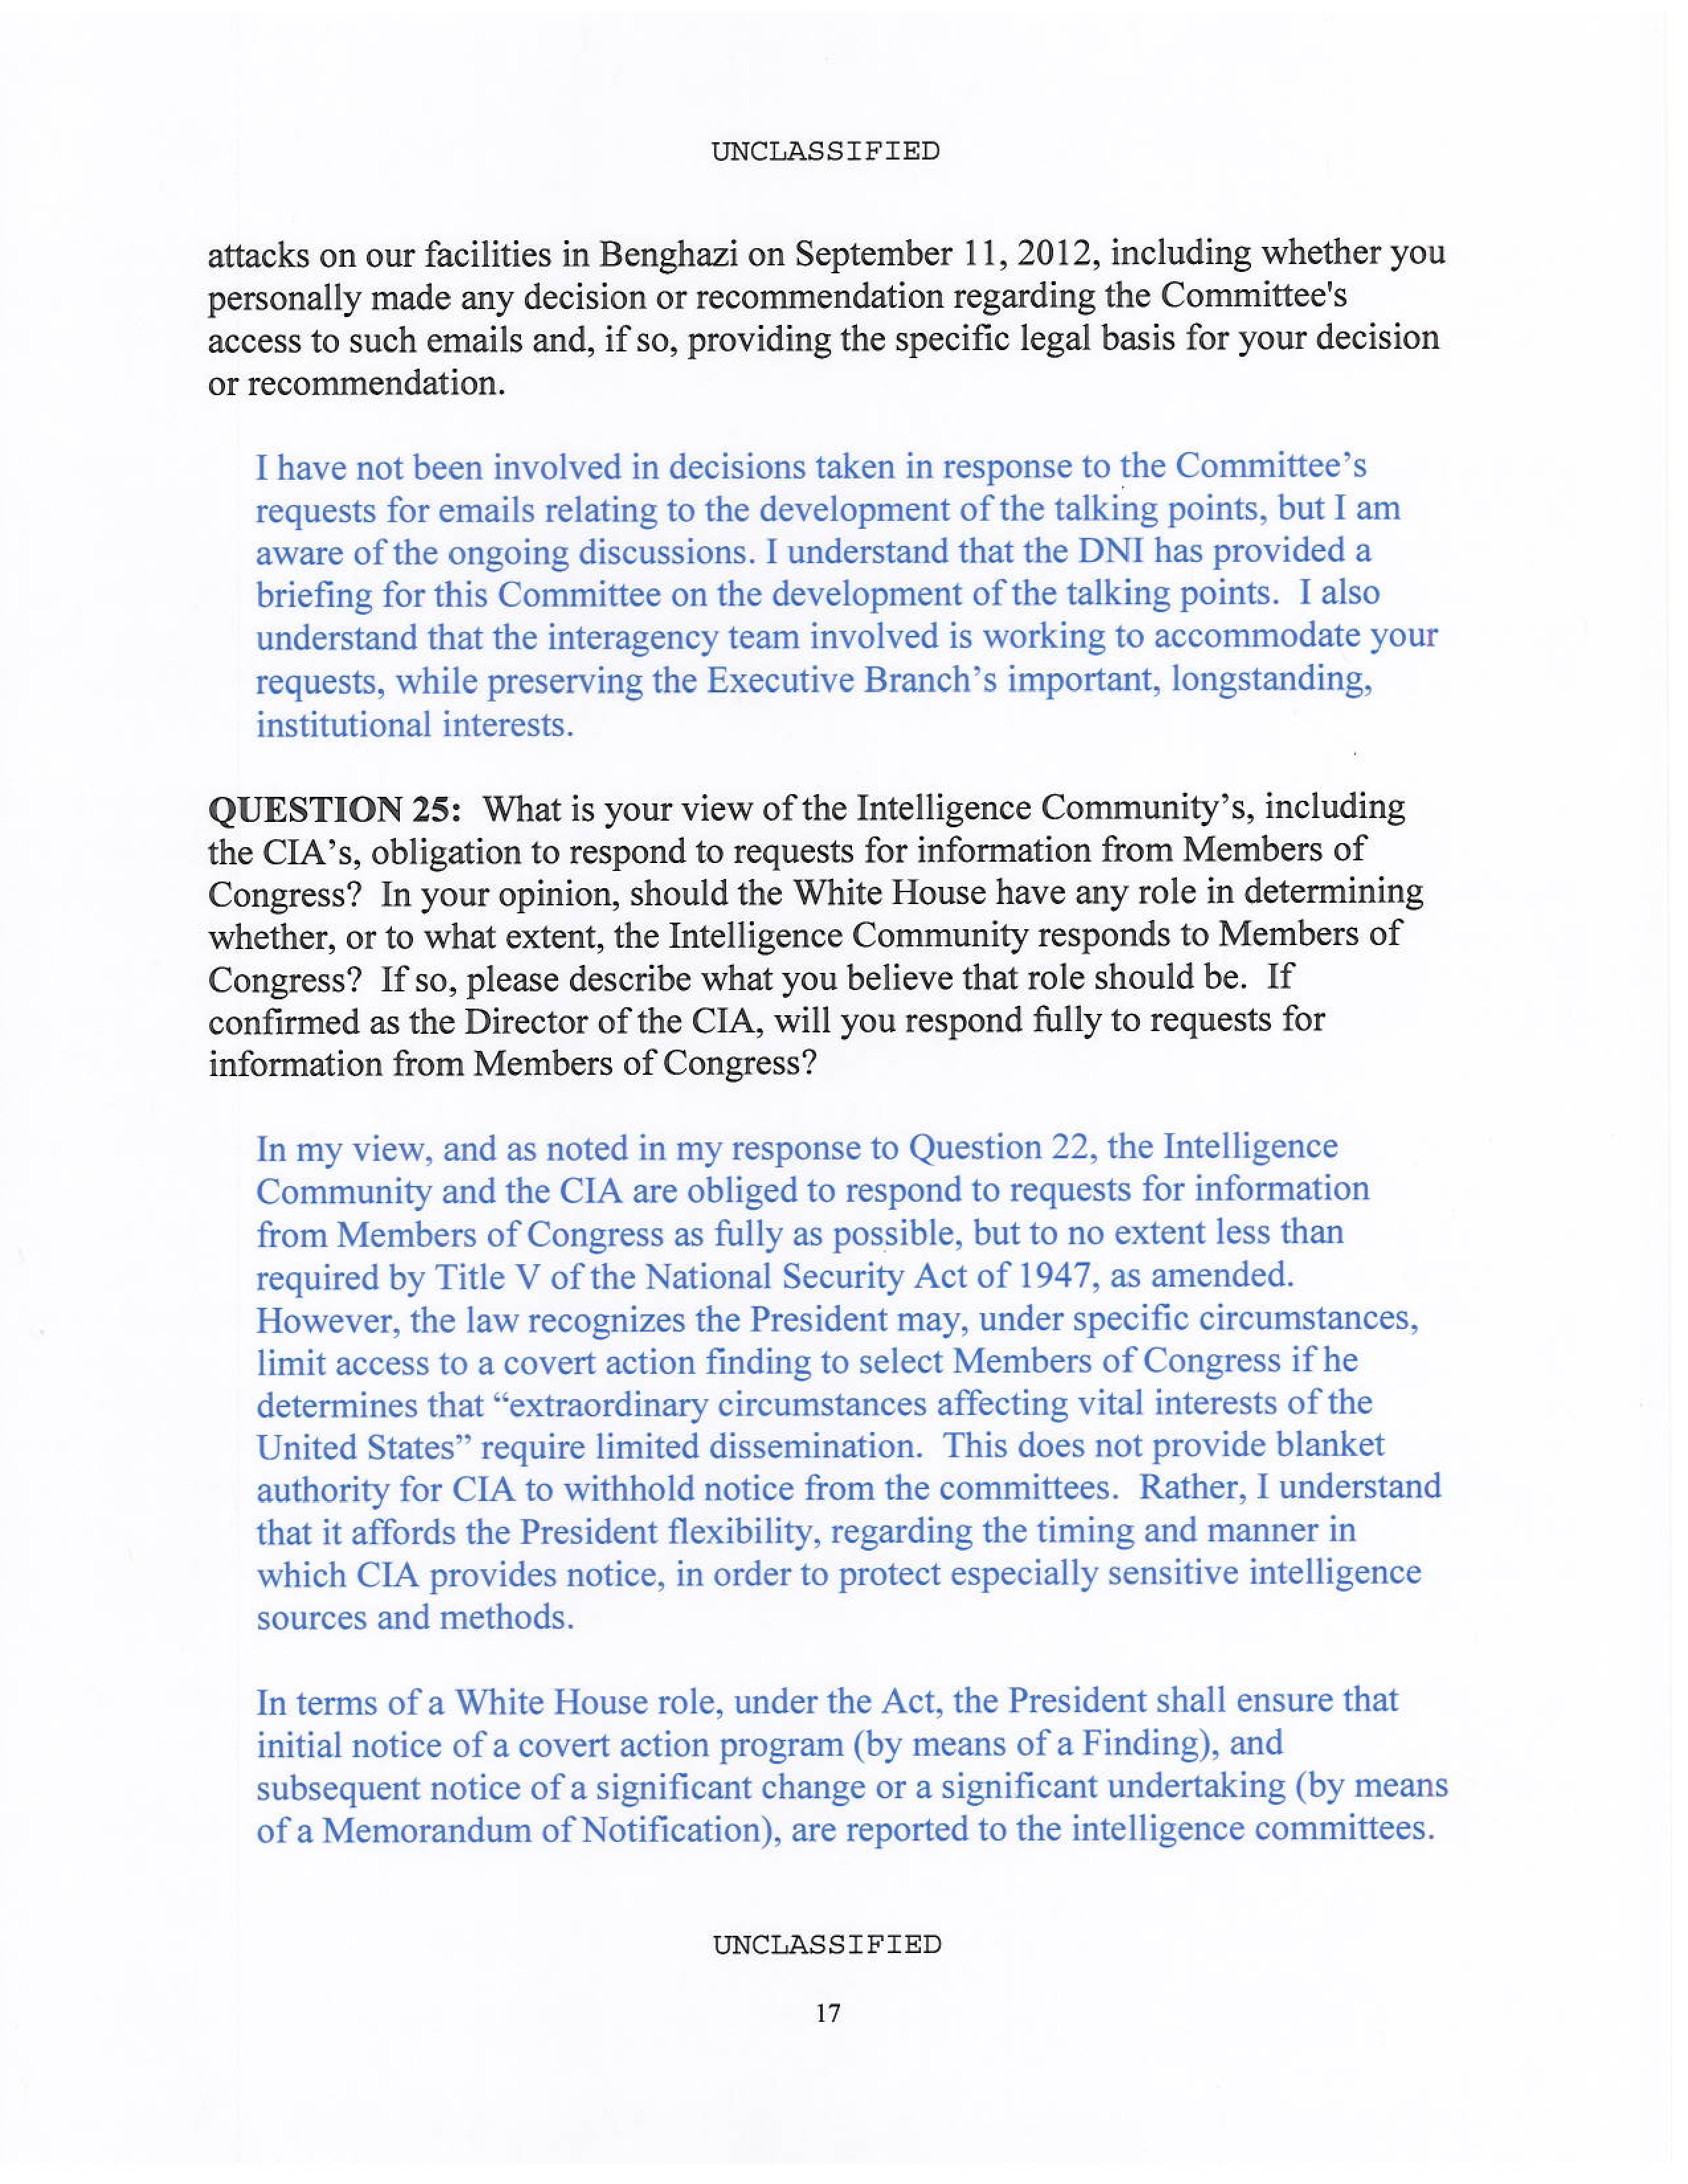 UNCLASSIFIED
attacks on our facilities in Benghazi on September 11, 2012, including whether you
personally made any decision or recommendation regarding the Committee's
access to such emails and, if so, providing the specific legal basis for your decision
or recommendation.
I have not been involved in decisions taken in response to the Committee’s
requests for emails relating to the development of the talking points, but I am
aware of the ongoing discussions. I understand that the DNI has provided a
briefing for this Committee on the development of the talking points.  I also
understand that the interagency team involved is working to accommodate your
requests, while preserving the Executive Branch’s important, longstanding,
institutional interests.
QUESTION 25:  What is your view of the Intelligence Community’s, including
the CIA’s, obligation to respond to requests for information from Members of
Congress?  In your opinion, should the White House have any role in determining
whether, or to what extent, the Intelligence Community responds to Members of
Congress?  If so, please describe what you believe that role should be.  If
confirmed as the Director of the CIA, will you respond fully to requests for
information from Members of Congress?
In my view, and as noted in my response to Question 22, the Intelligence
Community and the CIA are obliged to respond to requests for information
from Members of Congress as fully as possible, but to no extent less than
required by Title V of the National Security Act of 1947, as amended.
However, the law recognizes the President may, under specific circumstances,
limit access to a covert action finding to select Members of Congress if he
determines that “extraordinary circumstances affecting vital interests of the
United States” require limited dissemination.  This does not provide blanket
authority for CIA to withhold notice from the committees.  Rather, I understand
that it affords the President flexibility, regarding the timing and manner in
which CIA provides notice, in order to protect especially sensitive intelligence
sources and methods.
In terms of a White House role, under the Act, the President shall ensure that
initial notice of a covert action program (by means of a Finding), and
subsequent notice of a significant change or a significant undertaking (by means
of a Memorandum of Notification), are reported to the intelligence committees.
UNCLASSIFIED
17